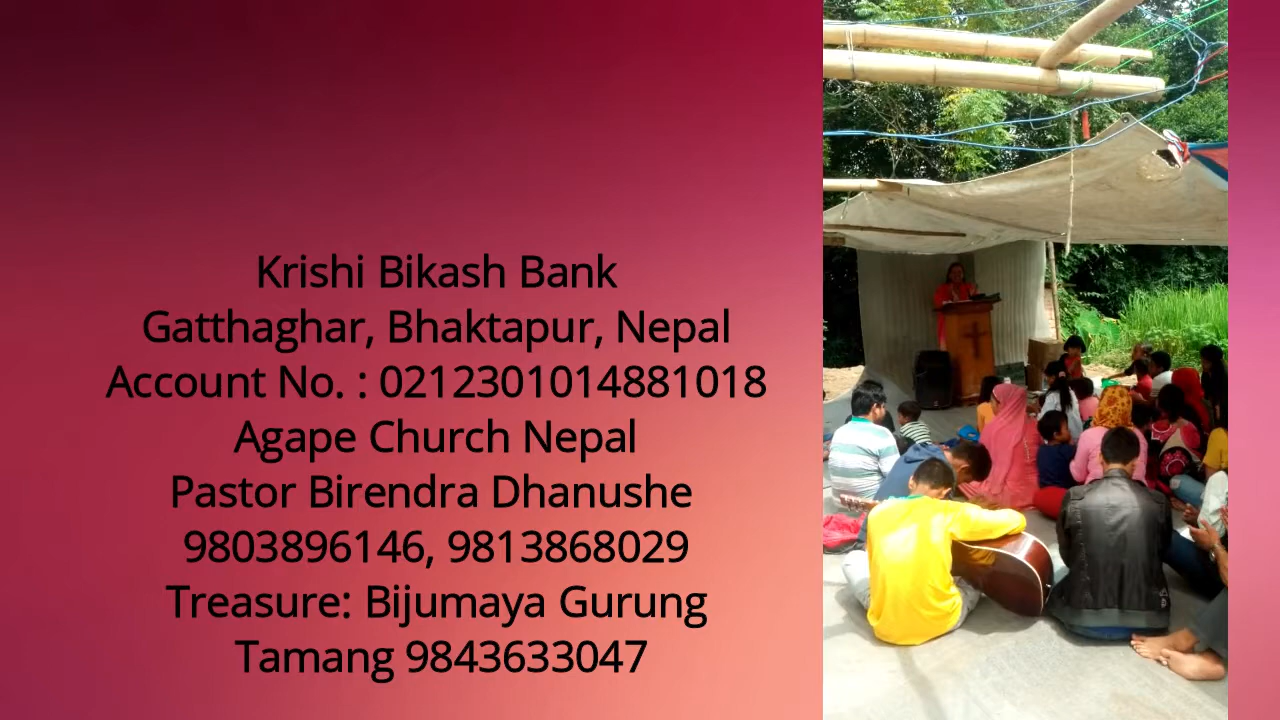 Krishi Bikash Bank
Gatthaghar, Bhaktapur, Nepal
Account No. : 0212301014881018
Agape Church Nepal
Pastor Birendra Dhanushe
9803896146, 9813868029
Treasure: Bijumaya Gurung
Tamang 9843633047